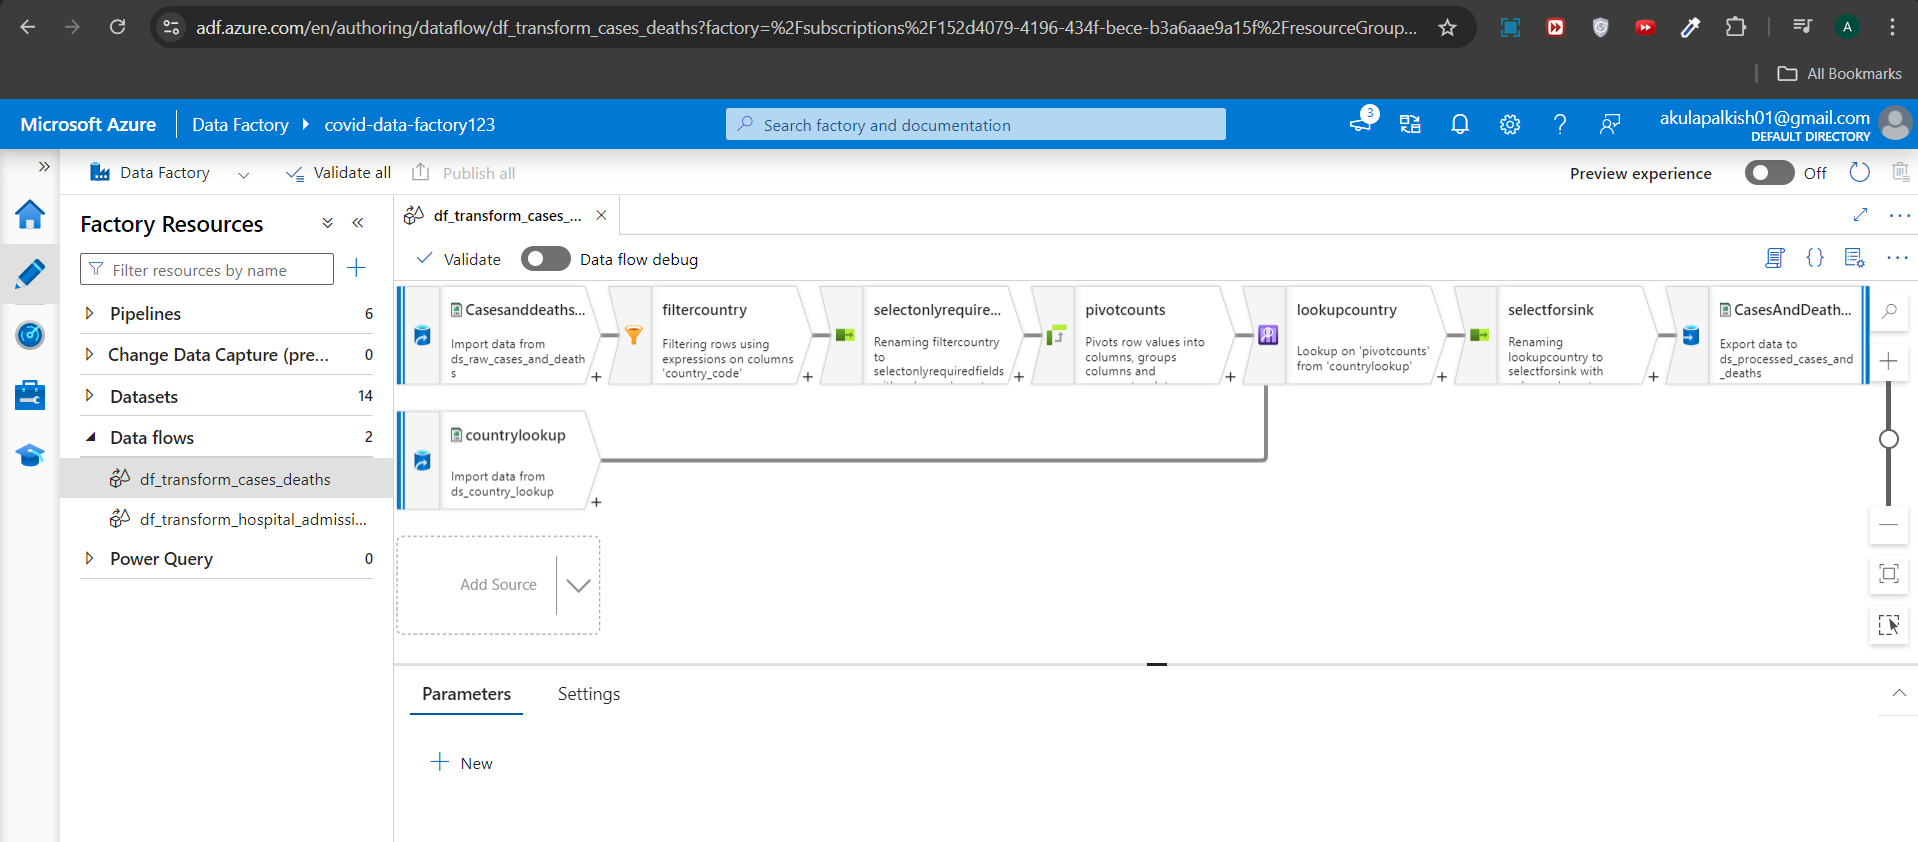 adf.azure.com/en/authoring/dataflow/df_transform_cases_deaths?factory=%2Fsubscriptions%2F152d4079-4196-434f-bece-b3a6aae9a15f%2FresourceGroup...
A
All Bookmarks
Microsoft Azure
Data Factory
covid-data-factory123
Search factory and documentation
3
akulapalkish01@gmail.com
DEFAULT DIRECTORY
Data Factory
Validate all
Publish all
Preview experience
Off
Factory Resources
Filter resources by name
Pipelines 6
Change Data Capture (pre... 0
Datasets 14
Data flows 2
df_transform_cases_deaths
df_transform_hospital_admissi...
Power Query 0
df_transform_cases_...
Validate
Data flow debug
Casesanddeaths...
Import data from
ds_raw_cases_and_death
s
filtercountry
Filtering rows using
expressions on columns
'country_code'
selectonlyrequire...
Renaming filtercountry
to
selectonlyrequiredfields
pivotcounts
Pivots row values into
columns, groups
columns and
lookupcountry
Lookup on 'pivotcounts'
from 'countrylookup'
selectforsink
Renaming
lookupcountry to
selectforsink with
CasesAndDeath...
Export data to
ds_processed_cases_and
_deaths
countrylookup
Import data from
ds_country_lookup
Add Source
Parameters
Settings
New